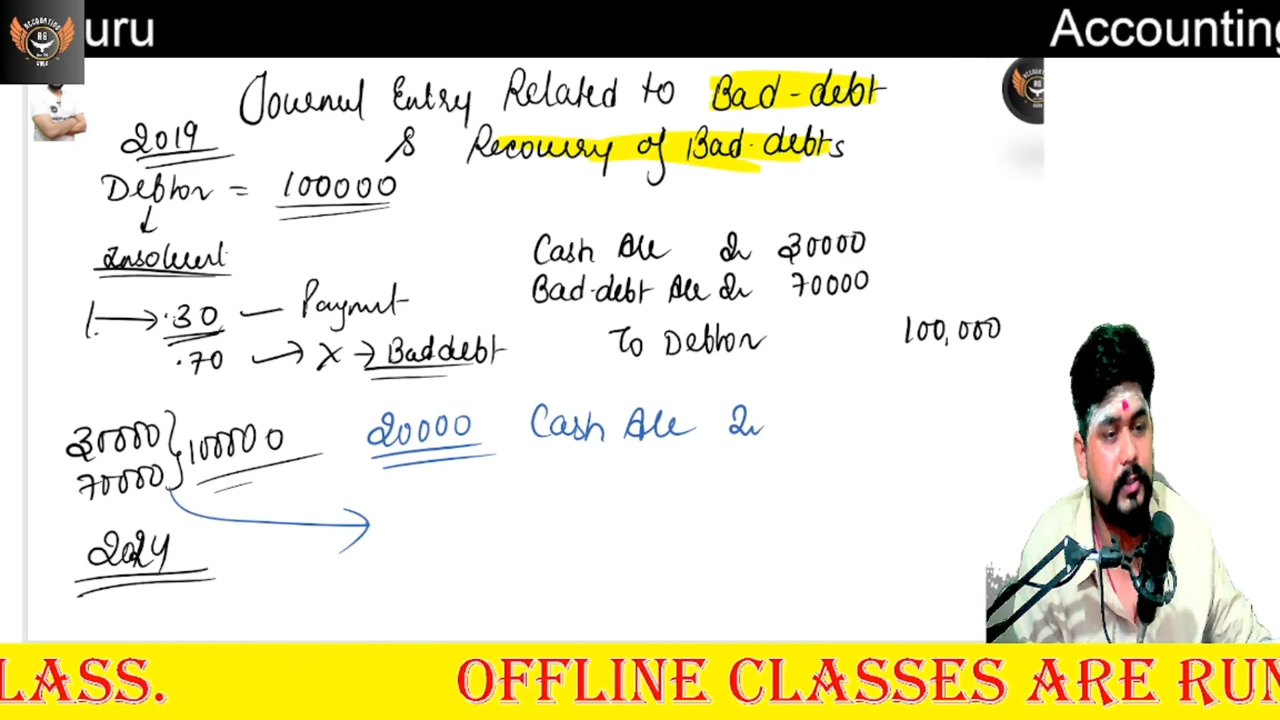 uru
Accounting
Journal Entry Related to Bad-debt
& Recovery of Bad-debts
2019
Debtor = 100000
↓
Insolvent
1 → .30 — Payment
.70 → X → Bad debt
Cash A/c Dr 30000
Bad-debt A/c Dr 70000
To Debtor 100,000
30000
70000 } 100000
20000 Cash A/c Dr
2024
LASS. OFFLINE CLASSES ARE RUN